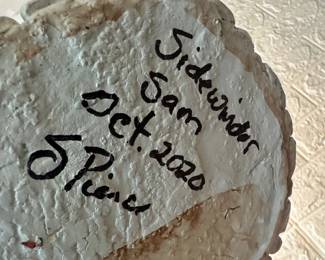 Sidewinder
Sam
Oct. 2020
S Pierce